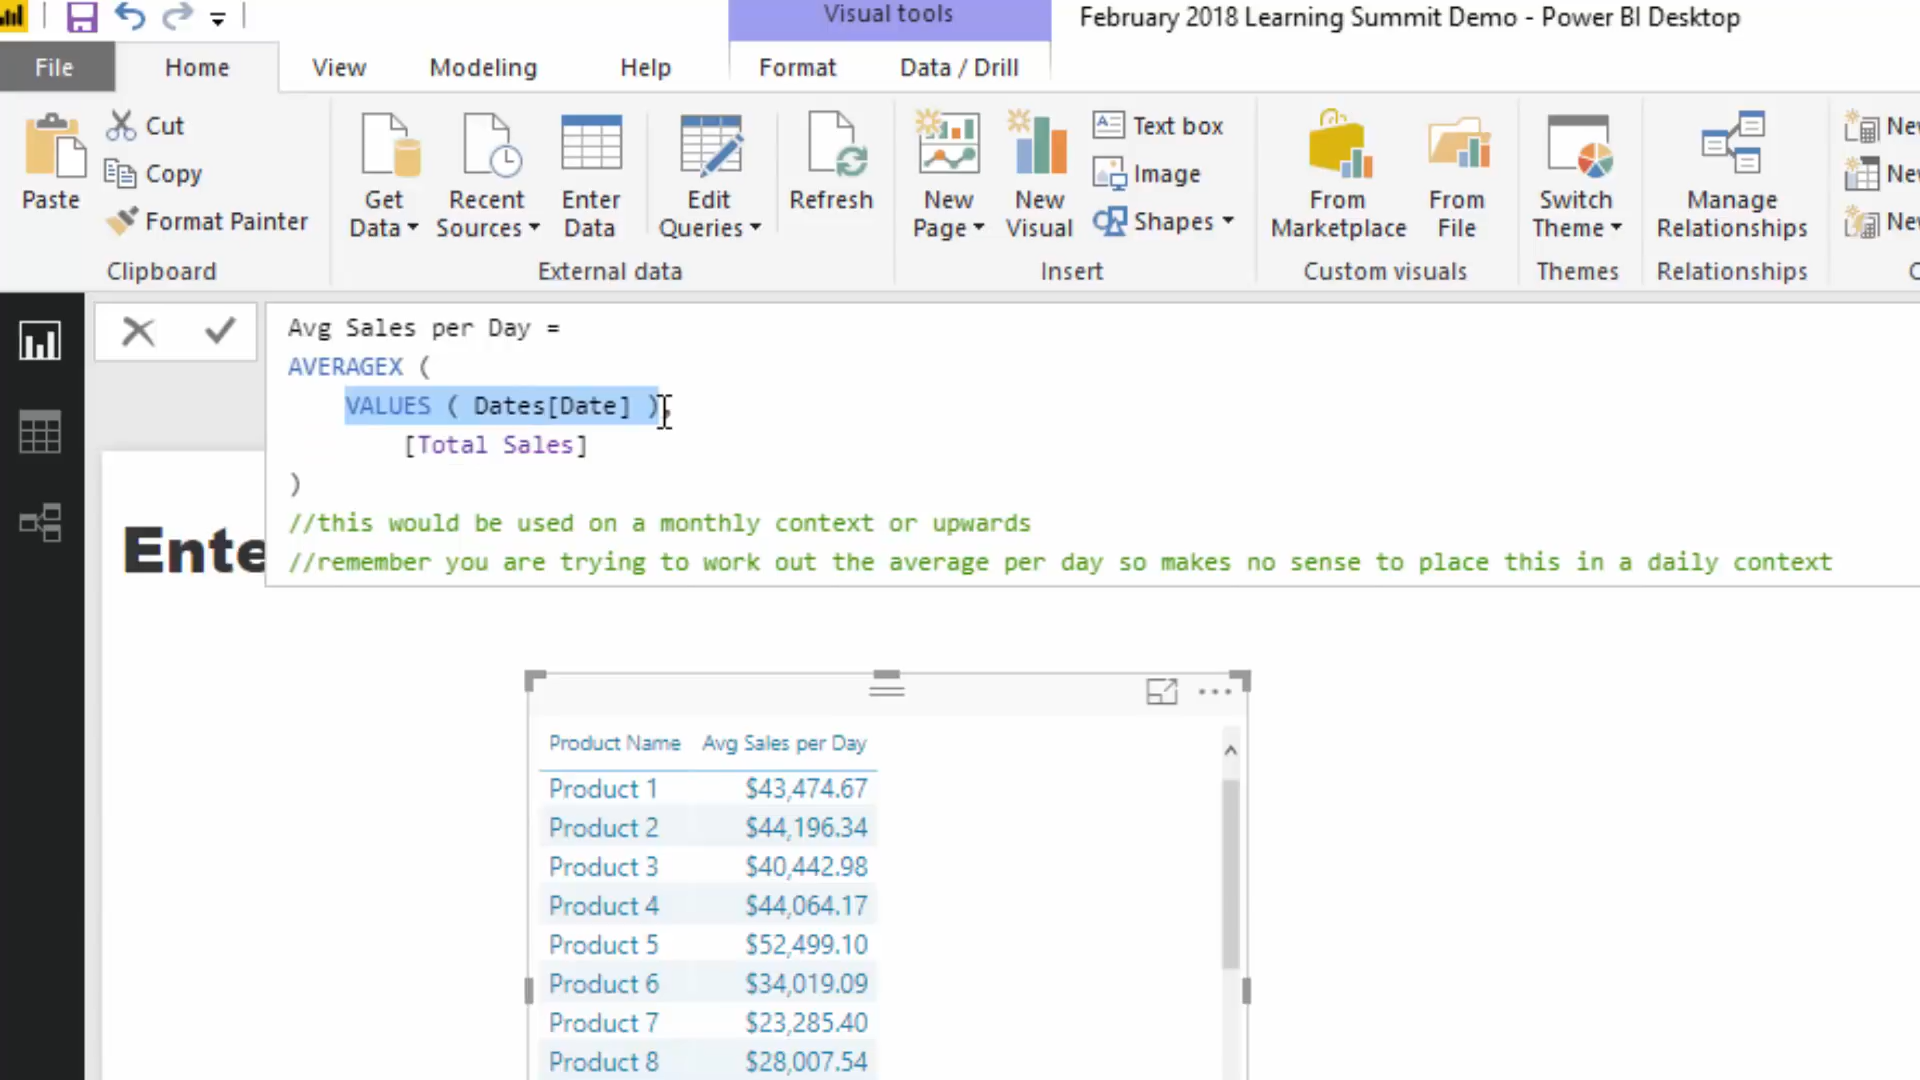 Visual tools
February 2018 Learning Summit Demo - Power BI Desktop
File
Home
View
Modeling
Help
Format
Data / Drill
Paste
Cut
Copy
Format Painter
Clipboard
Get
Data
Recent
Sources
Enter
Data
Edit
Queries
Refresh
External data
New
Page
New
Visual
Text box
Image
Shapes
Insert
From
Marketplace
From
File
Custom visuals
Switch
Theme
Themes
Manage
Relationships
Relationships
Avg Sales per Day =
AVERAGEX (
VALUES ( Dates[Date] ),
[Total Sales]
)
//this would be used on a monthly context or upwards
//remember you are trying to work out the average per day so makes no sense to place this in a daily context
Ente
Product Name Avg Sales per Day
Product 1 $43,474.67
Product 2 $44,196.34
Product 3 $40,442.98
Product 4 $44,064.17
Product 5 $52,499.10
Product 6 $34,019.09
Product 7 $23,285.40
Product 8 $28,007.54